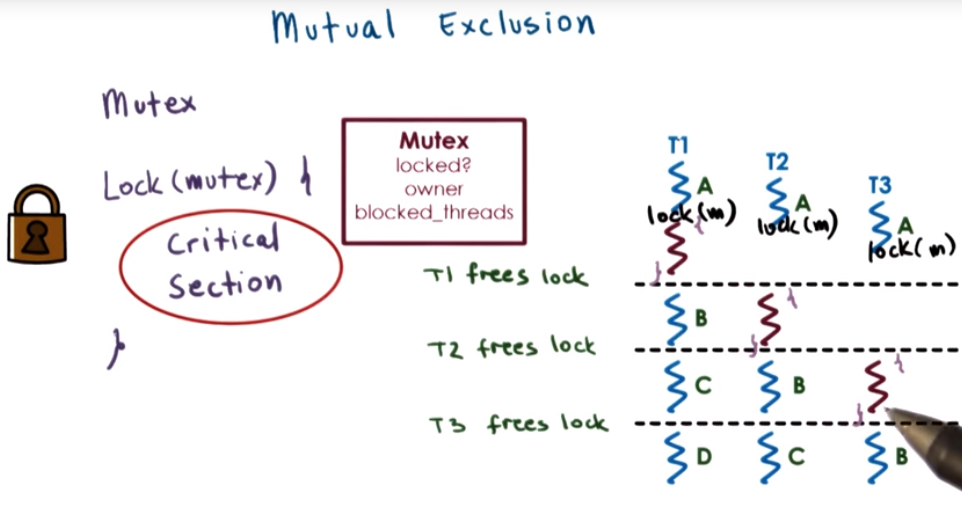 Mutual Exclusion
Mutex
Lock (mutex) {
Critical
Section
}
Mutex
locked?
owner
blocked_threads
T1
A
lock(m)
{
}
T2
A
lock(m)
T3
A
lock(m)
T1 frees lock
B
{
}
T2 frees lock
C
B
{
}
T3 frees lock
D
C
B